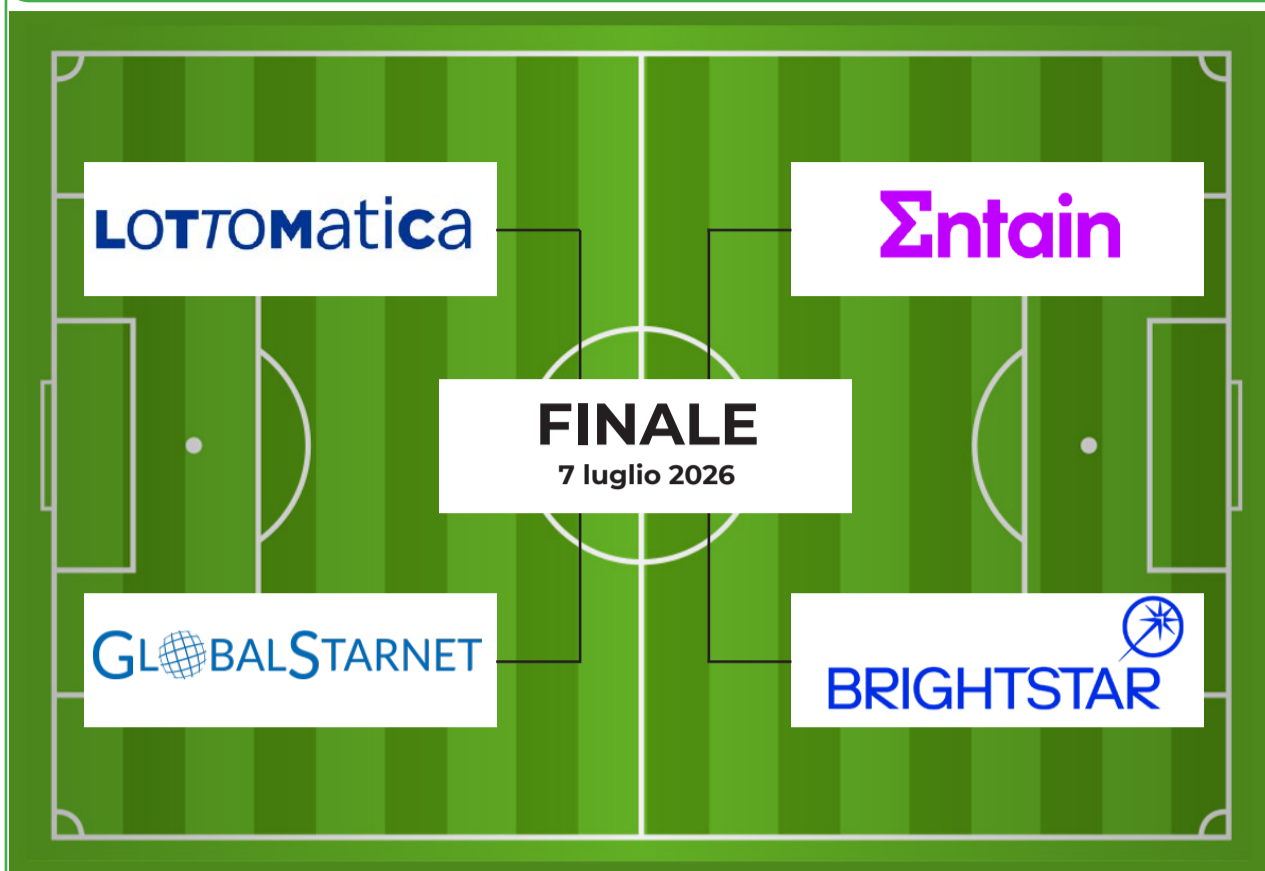 LOTTOMatiCa
Σntain
FINALE
7 luglio 2026
GLOBALSTARNET
BRIGHTSTAR